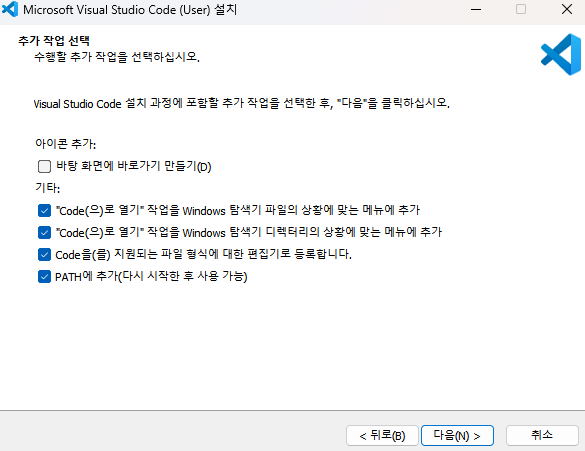 Microsoft Visual Studio Code (User) 설치
추가 작업 선택
수행할 추가 작업을 선택하십시오.
Visual Studio Code 설치 과정에 포함할 추가 작업을 선택한 후, "다음"을 클릭하십시오.
아이콘 추가:
바탕 화면에 바로가기 만들기(D)
기타:
"Code(으)로 열기" 작업을 Windows 탐색기 파일의 상황에 맞는 메뉴에 추가
"Code(으)로 열기" 작업을 Windows 탐색기 디렉터리의 상황에 맞는 메뉴에 추가
Code을(를) 지원되는 파일 형식에 대한 편집기로 등록합니다.
PATH에 추가(다시 시작한 후 사용 가능)
< 뒤로(B) 다음(N) > 취소